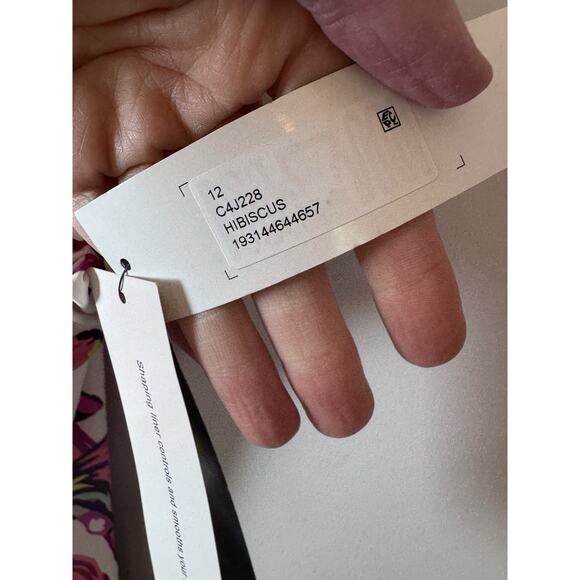 12
C4J228
HIBISCUS
193144644657
Shaping liner controls and smooths your